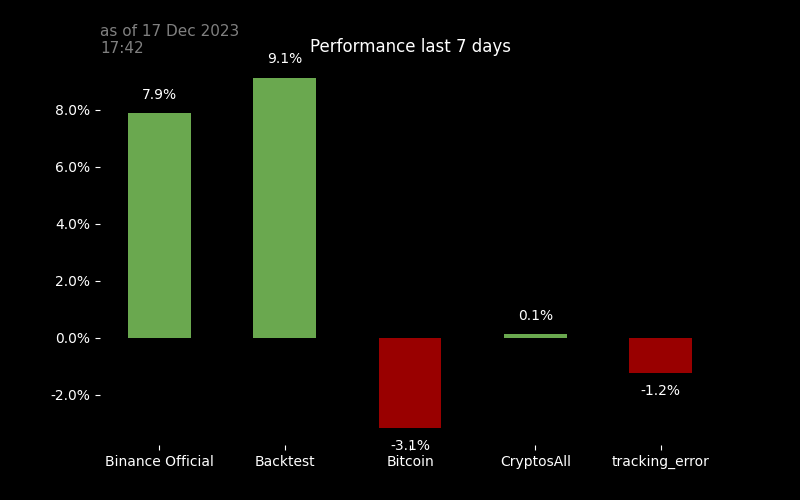 as of 17 Dec 2023
17:42
Performance last 7 days
7.9%
9.1%
-3.1%
0.1%
-1.2%
8.0%
6.0%
4.0%
2.0%
0.0%
-2.0%
Binance Official
Backtest
Bitcoin
CryptosAll
tracking_error